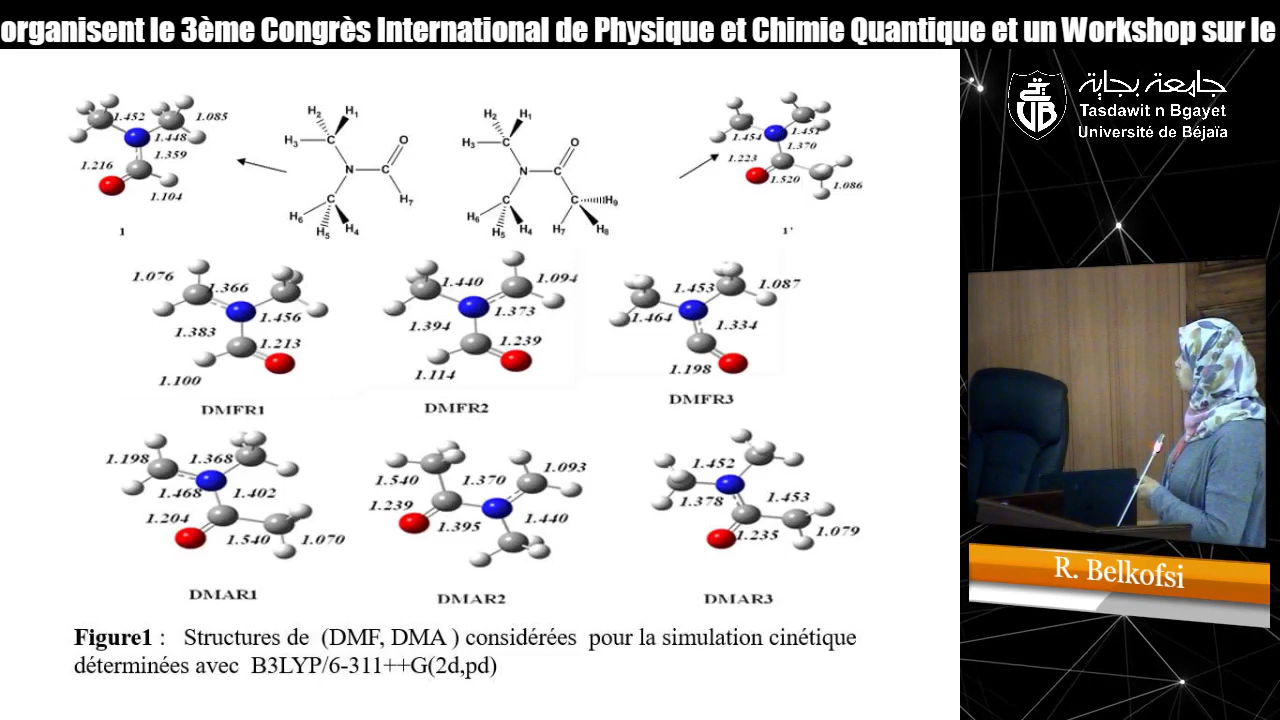 organisent le 3ème Congrès International de Physique et Chimie Quantique et un Workshop sur le
جامعة بجاية
Tasdawit n Bgayet
Université de Béjaïa
UB
1.452
1.085
1.448
1.359
1.216
1.104
1
H2
H1
H3
C
O
N
C
C
H7
H6
H5
H4
H2
H1
H3
C
O
N
C
C
C
H9
H6
H5
H4
H7
H8
1.454
1.451
1.370
1.223
1.520
1.086
1'
1.076
1.366
1.456
1.383
1.213
1.100
DMFR1
1.440
1.094
1.373
1.394
1.239
1.114
DMFR2
1.453
1.087
1.464
1.334
1.198
DMFR3
1.198
1.368
1.468
1.402
1.204
1.540
1.070
DMAR1
1.540
1.370
1.093
1.239
1.395
1.440
DMAR2
1.452
1.378
1.453
1.235
1.079
DMAR3
Figure1 : Structures de (DMF, DMA ) considérées pour la simulation cinétique
déterminées avec B3LYP/6-311++G(2d,pd)
R. Belkofsi